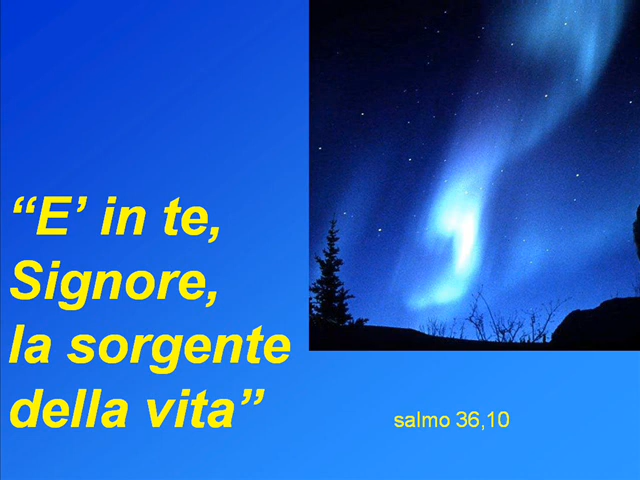 “E’ in te,
Signore,
la sorgente
della vita”
salmo 36,10